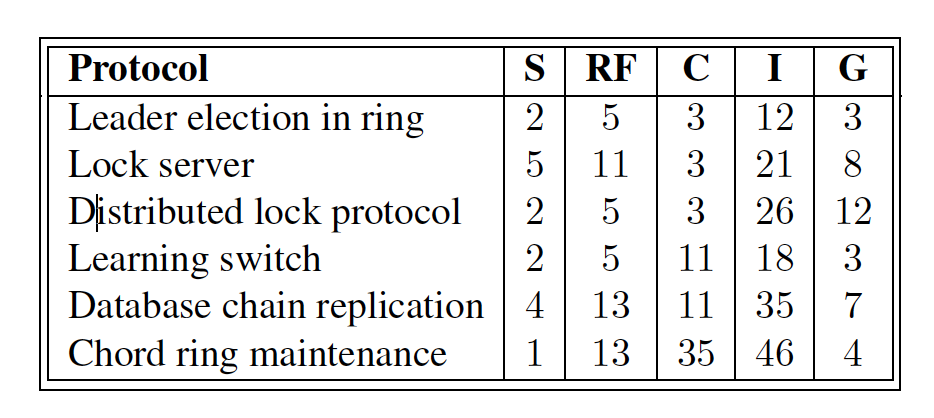 Protocol S RF C I G
Leader election in ring 2 5 3 12 3
Lock server 5 11 3 21 8
Distributed lock protocol 2 5 3 26 12
Learning switch 2 5 11 18 3
Database chain replication 4 13 11 35 7
Chord ring maintenance 1 13 35 46 4